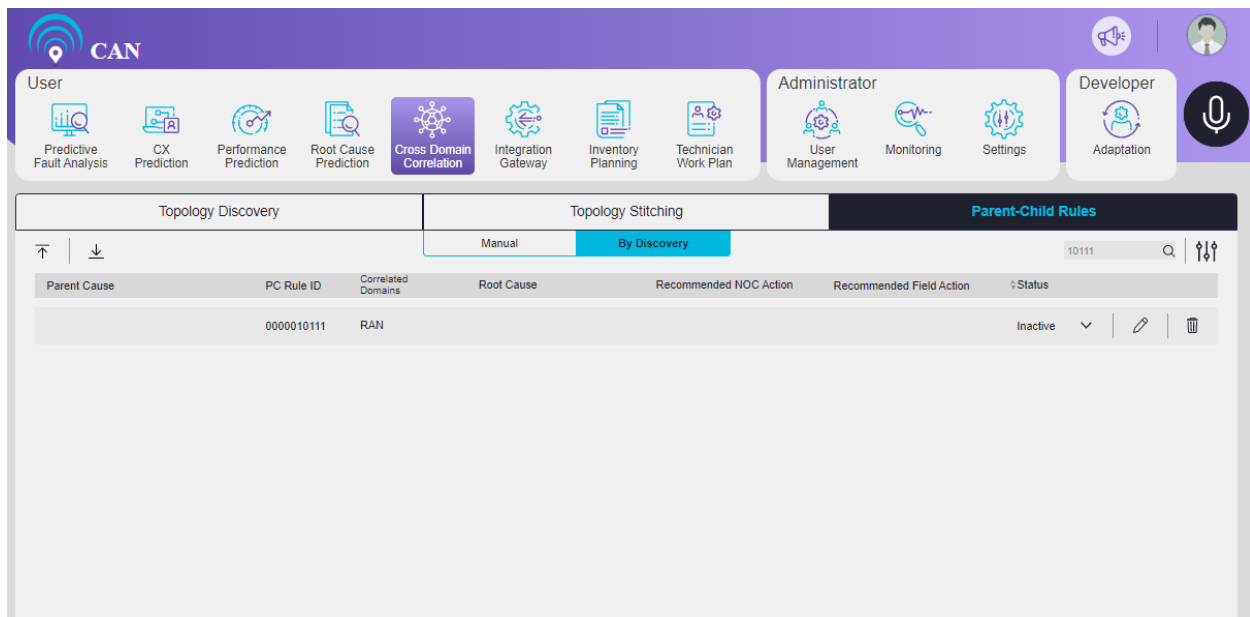 CAN
User
Administrator
Developer
Predictive
Fault Analysis
CX
Prediction
Performance
Prediction
Root Cause
Prediction
Cross Domain
Correlation
Integration
Gateway
Inventory
Planning
Technician
Work Plan
User
Management
Monitoring
Settings
Adaptation
Topology Discovery
Topology Stitching
Parent-Child Rules
Manual
By Discovery
10111
Parent Cause
PC Rule ID
Correlated
Domains
Root Cause
Recommended NOC Action
Recommended Field Action
Status
0000010111
RAN
Inactive